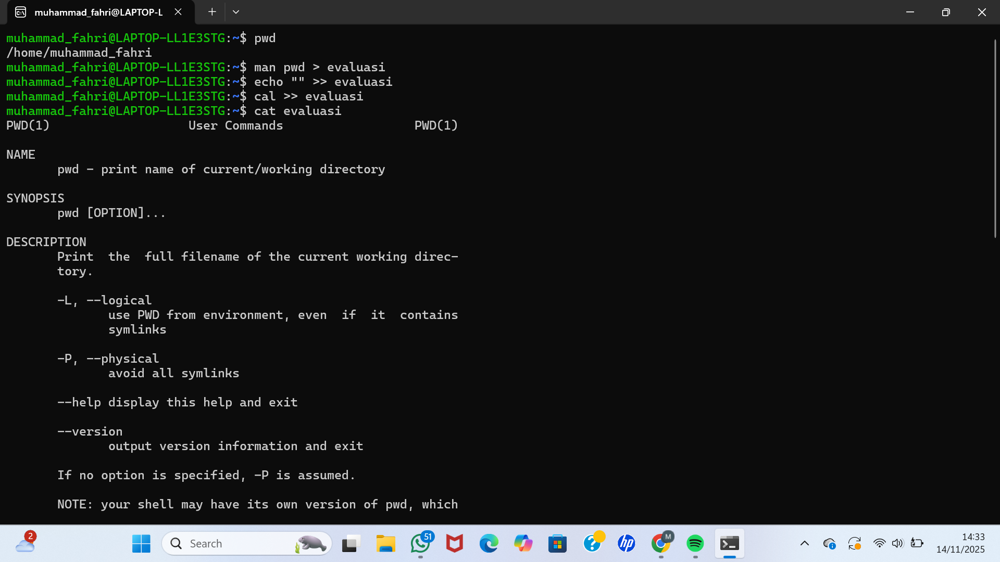 muhammad_fahri@LAPTOP-L
muhammad_fahri@LAPTOP-LL1E3STG:~$ pwd
/home/muhammad_fahri
muhammad_fahri@LAPTOP-LL1E3STG:~$ man pwd > evaluasi
muhammad_fahri@LAPTOP-LL1E3STG:~$ echo "" >> evaluasi
muhammad_fahri@LAPTOP-LL1E3STG:~$ cal >> evaluasi
muhammad_fahri@LAPTOP-LL1E3STG:~$ cat evaluasi
PWD(1)                   User Commands                  PWD(1)
NAME
       pwd - print name of current/working directory
SYNOPSIS
       pwd [OPTION]...
DESCRIPTION
       Print  the  full filename of the current working direc-
       tory.
       -L, --logical
              use PWD from environment, even  if  it  contains
              symlinks
       -P, --physical
              avoid all symlinks
       --help display this help and exit
       --version
              output version information and exit
       If no option is specified, -P is assumed.
       NOTE: your shell may have its own version of pwd, which
2
Search
51
hp
M
14:33
14/11/2025